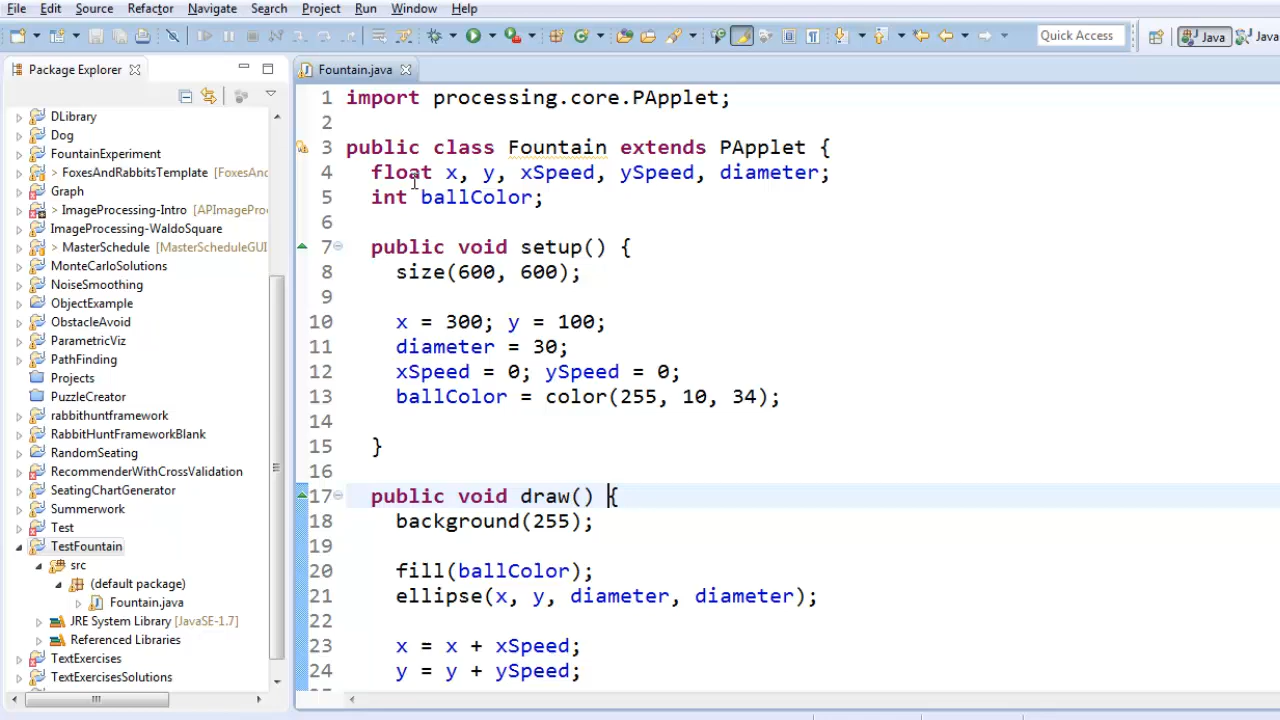 File Edit Source Refactor Navigate Search Project Run Window Help
Quick Access
Java
Java
Package Explorer
Fountain.java
DLibrary
Dog
FountainExperiment
> FoxesAndRabbitsTemplate [FoxesAnd
Graph
> ImageProcessing-Intro [APImagePro
ImageProcessing-WaldoSquare
> MasterSchedule [MasterScheduleGUI
MonteCarloSolutions
NoiseSmoothing
ObjectExample
ObstacleAvoid
ParametricViz
PathFinding
Projects
PuzzleCreator
rabbithuntframework
RabbitHuntFrameworkBlank
RandomSeating
RecommenderWithCrossValidation
SeatingChartGenerator
Summerwork
Test
TestFountain
src
(default package)
Fountain.java
JRE System Library [JavaSE-1.7]
Referenced Libraries
TextExercises
TextExercisesSolutions
1 import processing.core.PApplet;
2
3 public class Fountain extends PApplet {
4 float x, y, xSpeed, ySpeed, diameter;
5 int ballColor;
6
7 public void setup() {
8 size(600, 600);
9
10 x = 300; y = 100;
11 diameter = 30;
12 xSpeed = 0; ySpeed = 0;
13 ballColor = color(255, 10, 34);
14
15 }
16
17 public void draw() {
18 background(255);
19
20 fill(ballColor);
21 ellipse(x, y, diameter, diameter);
22
23 x = x + xSpeed;
24 y = y + ySpeed;